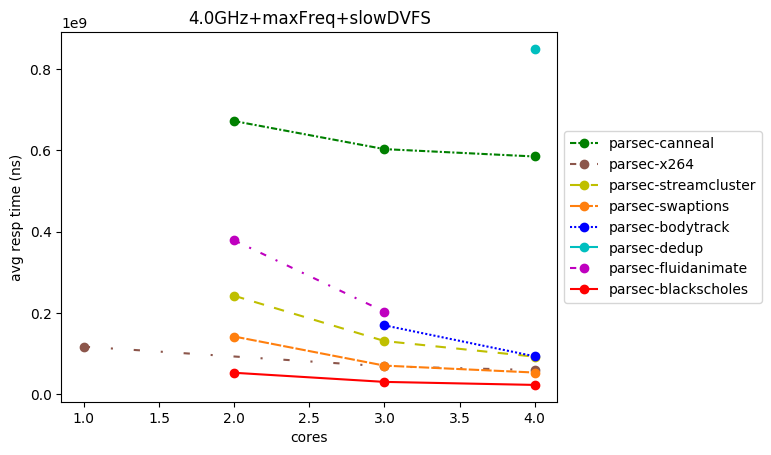 4.0GHz+maxFreq+slowDVFS
1e9
0.8
0.6
0.4
0.2
0.0
avg resp time (ns)
1.0 1.5 2.0 2.5 3.0 3.5 4.0
cores
parsec-canneal
parsec-x264
parsec-streamcluster
parsec-swaptions
parsec-bodytrack
parsec-dedup
parsec-fluidanimate
parsec-blackscholes